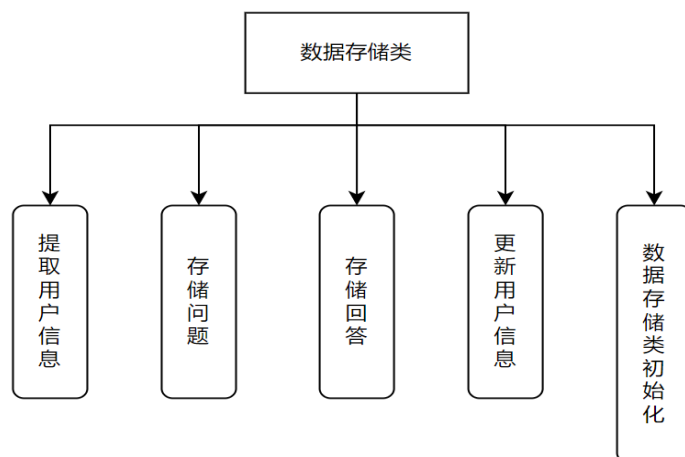 数据存储类
提取用户信息
存储问题
存储回答
更新用户信息
数据存储类初始化